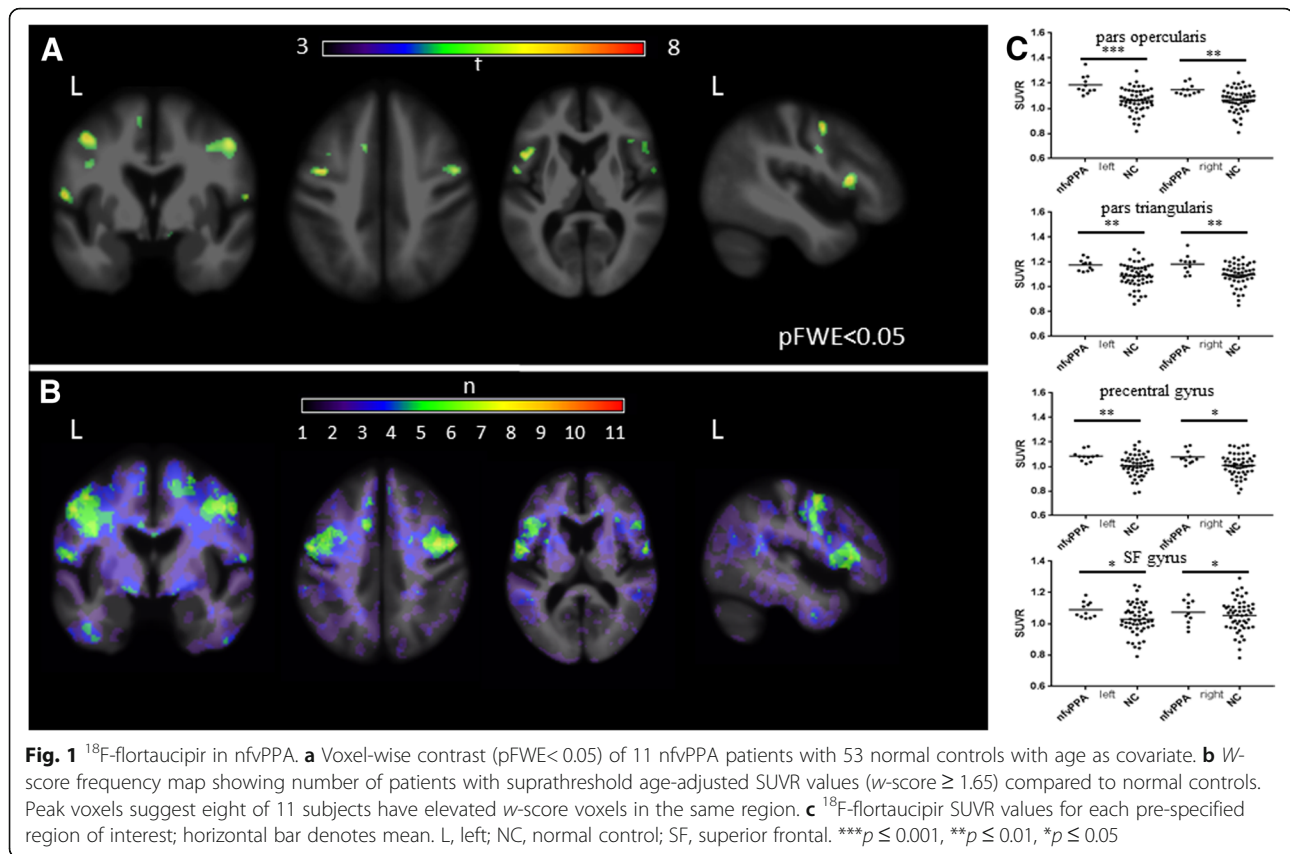 A
3
8
t
L
L
pFWE<0.05
B
n
1 2 3 4 5 6 7 8 9 10 11
L
L
C
pars opercularis
*** **
SUVR
1.6
1.4
1.2
1.0
0.8
0.6
nfvPPA left NC nfvPPA right NC
pars triangularis
** **
SUVR
1.6
1.4
1.2
1.0
0.8
0.6
nfvPPA left NC nfvPPA right NC
precentral gyrus
** *
SUVR
1.6
1.4
1.2
1.0
0.8
0.6
nfvPPA left NC nfvPPA right NC
SF gyrus
* *
SUVR
1.6
1.4
1.2
1.0
0.8
0.6
nfvPPA left NC nfvPPA right NC
Fig. 1 ¹⁸F-flortaucipir in nfvPPA. a Voxel-wise contrast (pFWE< 0.05) of 11 nfvPPA patients with 53 normal controls with age as covariate. b W-
score frequency map showing number of patients with suprathreshold age-adjusted SUVR values (w-score ≥ 1.65) compared to normal controls.
Peak voxels suggest eight of 11 subjects have elevated w-score voxels in the same region. c ¹⁸F-flortaucipir SUVR values for each pre-specified
region of interest; horizontal bar denotes mean. L, left; NC, normal control; SF, superior frontal. ***p ≤ 0.001, **p ≤ 0.01, *p ≤ 0.05